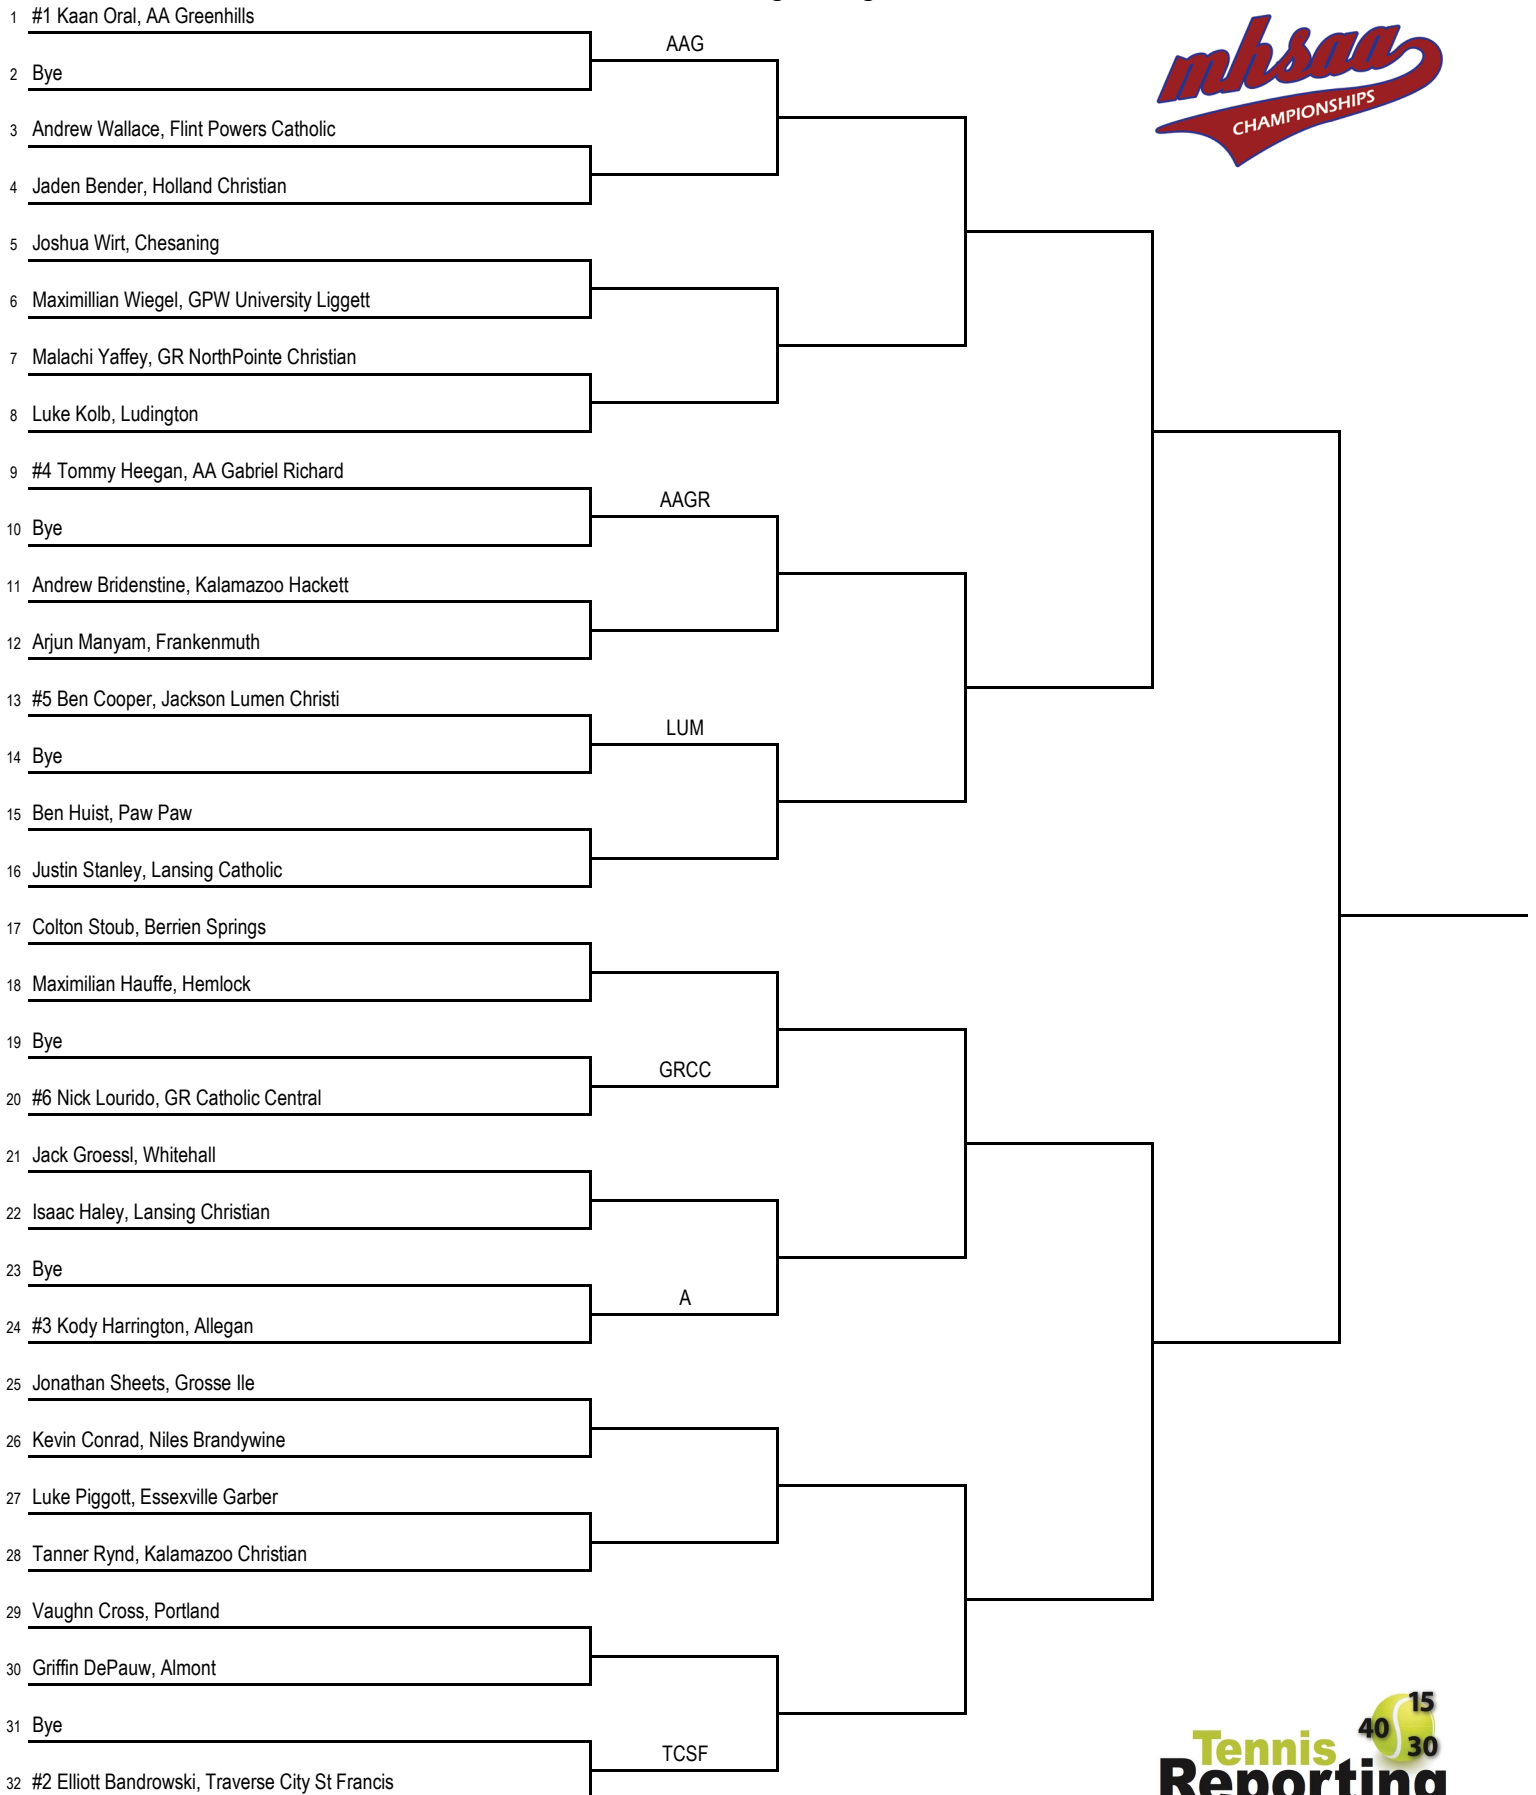 1 #1 Kaan Oral, AA Greenhills
AAG
2 Bye
3 Andrew Wallace, Flint Powers Catholic
4 Jaden Bender, Holland Christian
5 Joshua Wirt, Chesaning
6 Maximillian Wiegel, GPW University Liggett
7 Malachi Yaffey, GR NorthPointe Christian
8 Luke Kolb, Ludington
9 #4 Tommy Heegan, AA Gabriel Richard
AAGR
10 Bye
11 Andrew Bridenstine, Kalamazoo Hackett
12 Arjun Manyam, Frankenmuth
13 #5 Ben Cooper, Jackson Lumen Christi
LUM
14 Bye
15 Ben Huist, Paw Paw
16 Justin Stanley, Lansing Catholic
17 Colton Stoub, Berrien Springs
18 Maximilian Hauffe, Hemlock
19 Bye
GRCC
20 #6 Nick Lourido, GR Catholic Central
21 Jack Groessl, Whitehall
22 Isaac Haley, Lansing Christian
23 Bye
A
24 #3 Kody Harrington, Allegan
25 Jonathan Sheets, Grosse Ile
26 Kevin Conrad, Niles Brandywine
27 Luke Piggott, Essexville Garber
28 Tanner Rynd, Kalamazoo Christian
29 Vaughn Cross, Portland
30 Griffin DePauw, Almont
31 Bye
TCSF
32 #2 Elliott Bandrowski, Traverse City St Francis
mhsaa
CHAMPIONSHIPS
15
40
30
Tennis
Reporting